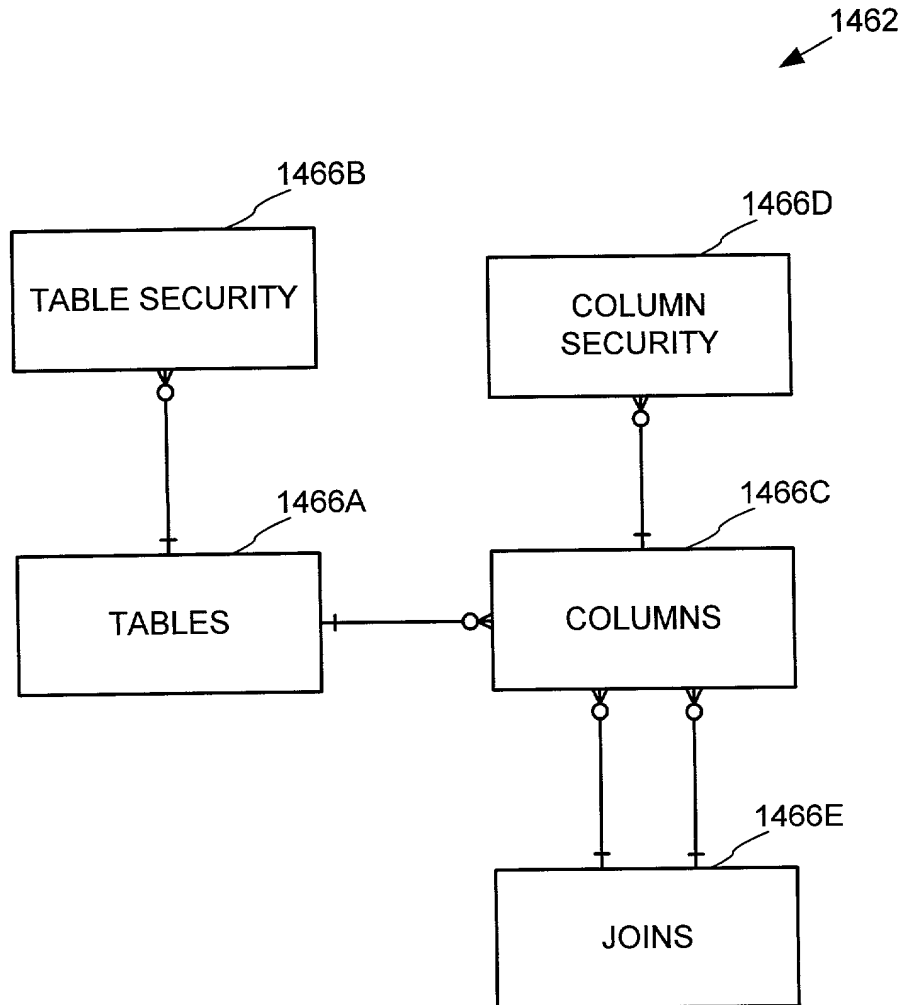 1462
1466B
TABLE SECURITY
1466D
COLUMN
SECURITY
1466A
TABLES
1466C
COLUMNS
1466E
JOINS